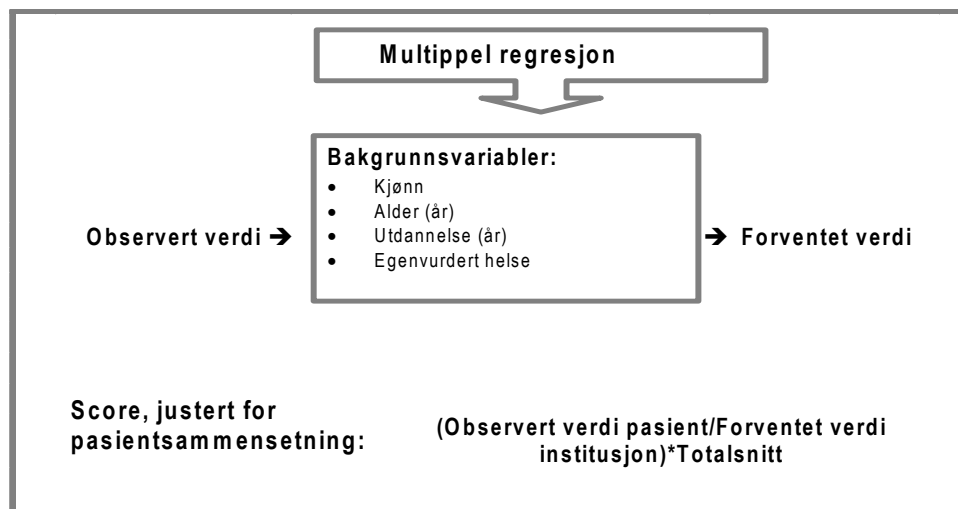 Multippel regresjon
Bakgrunnsvariabler:
• Kjønn
• Alder (år)
Observert verdi ➔ • Utdannelse (år) ➔ Forventet verdi
• Egenvurdert helse
Score, justert for
pasientsammensetning:
(Observert verdi pasient/Forventet verdi
institusjon)*Totalsnitt